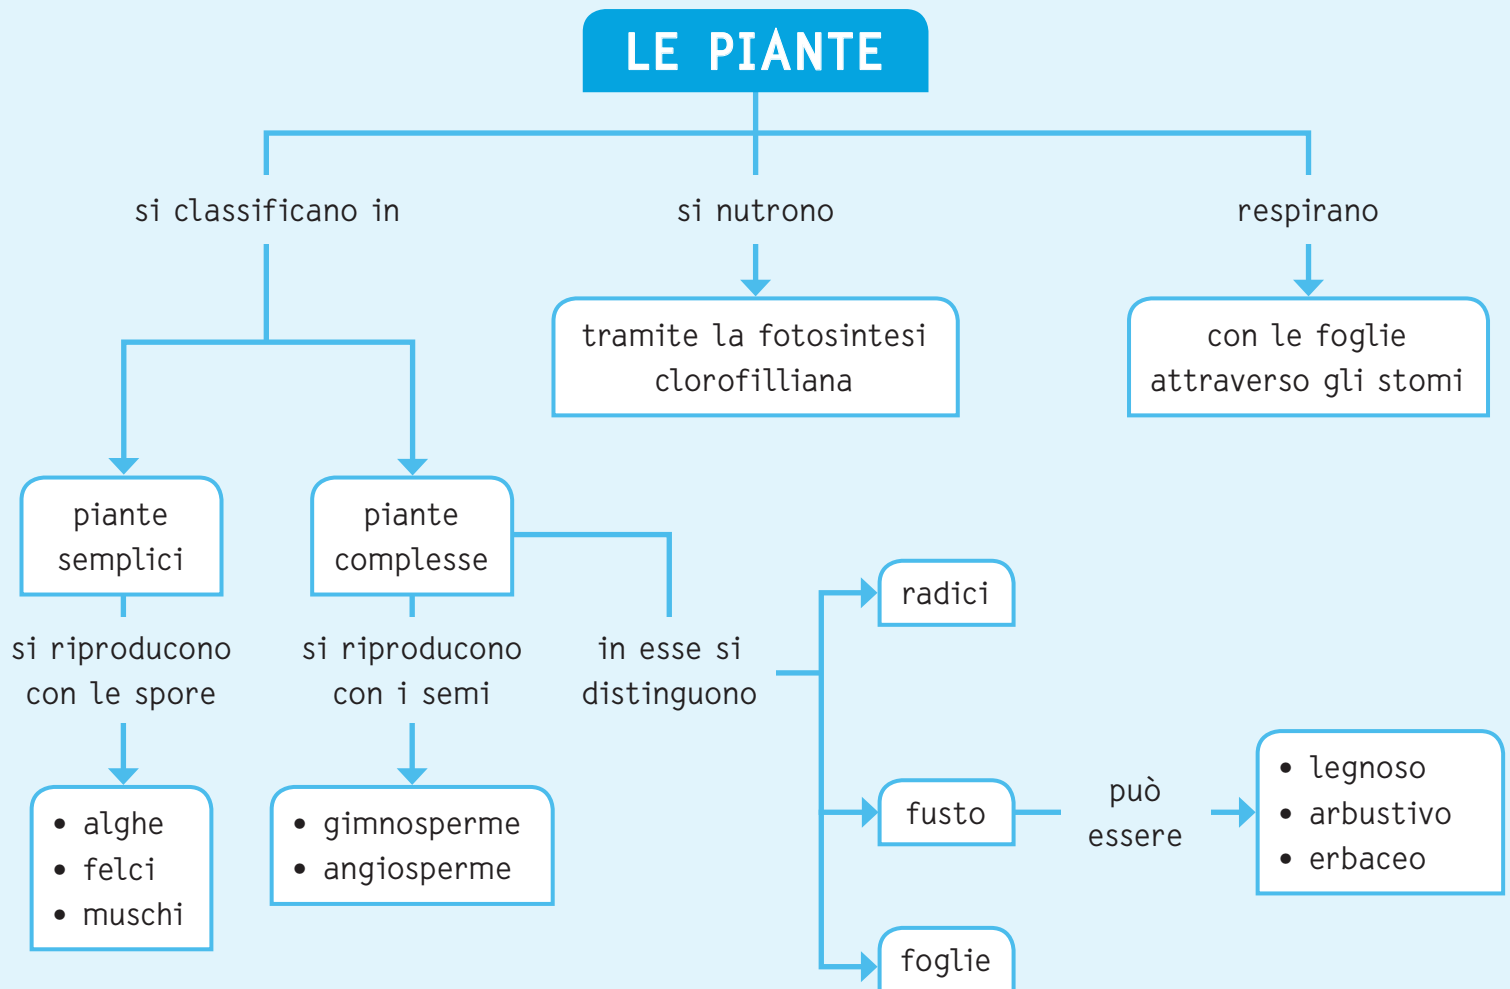 LE PIANTE
si classificano in
si nutrono
respirano
tramite la fotosintesi
clorofilliana
con le foglie
attraverso gli stomi
piante
semplici
piante
complesse
si riproducono
con le spore
si riproducono
con i semi
in esse si
distinguono
radici
fusto
foglie
può
essere
• legnoso
• arbustivo
• erbaceo
• alghe
• felci
• muschi
• gimnosperme
• angiosperme